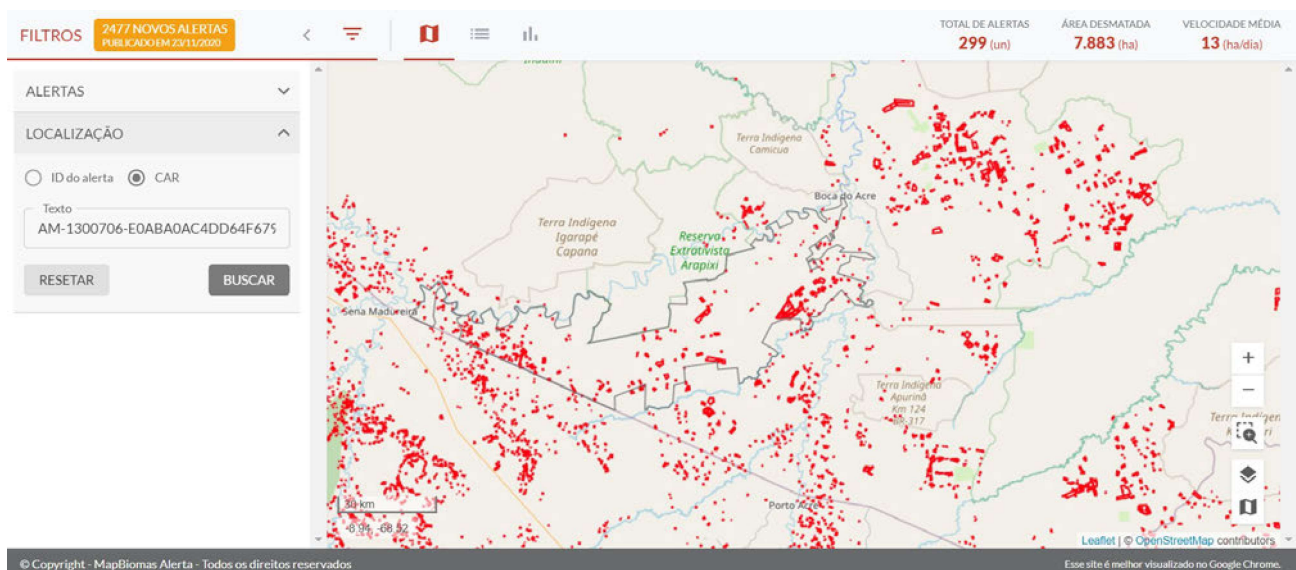 FILTROS
2477 NOVOS ALERTAS
PUBLICADO EM 23/11/2020
TOTAL DE ALERTAS
299 (un)
ÁREA DESMATADA
7.883 (ha)
VELOCIDADE MÉDIA
13 (ha/dia)
ALERTAS
LOCALIZAÇÃO
ID do alerta
CAR
Texto
AM-1300706-E0ABA0AC4DD64F679
RESETAR
BUSCAR
Terra Indígena
Camicua
Boca do Acre
Terra Indígena
Igarapé
Capana
Reserva
Extrativista
Arapixi
Sena Madureira
Terra Indígena
Apurinã
Km 124
BR-317
Terra Indígena
Porto Acre
30 km
-8.94 -68.52
+
−
Leaflet | © OpenStreetMap contributors
© Copyright - MapBiomas Alerta - Todos os direitos reservados
Esse site é melhor visualizado no Google Chrome.